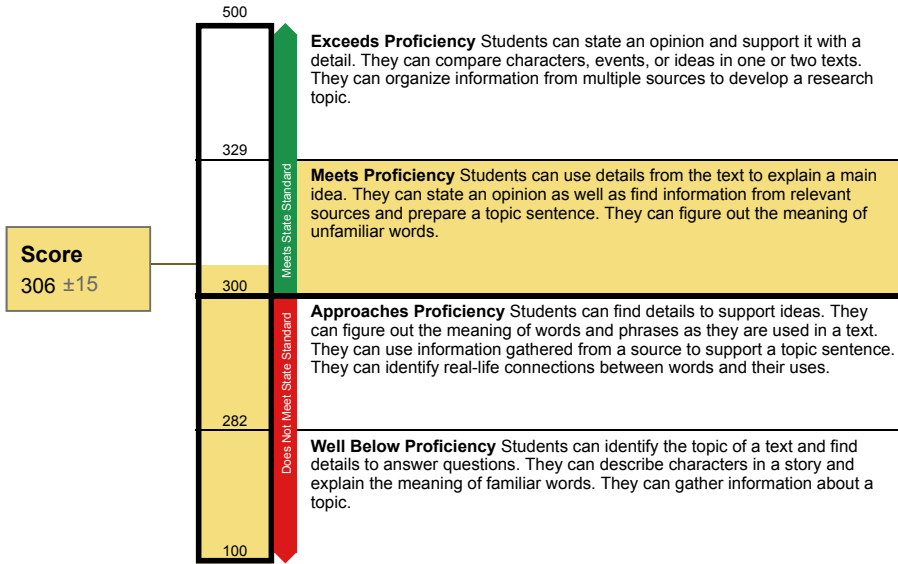 500
Exceeds Proficiency Students can state an opinion and support it with a
detail. They can compare characters, events, or ideas in one or two texts.
They can organize information from multiple sources to develop a research
topic.
329
Meets State Standard
Meets Proficiency Students can use details from the text to explain a main
idea. They can state an opinion as well as find information from relevant
sources and prepare a topic sentence. They can figure out the meaning of
unfamiliar words.
Score
306 ±15
300
Does Not Meet State Standard
Approaches Proficiency Students can find details to support ideas. They
can figure out the meaning of words and phrases as they are used in a text.
They can use information gathered from a source to support a topic sentence.
They can identify real-life connections between words and their uses.
282
Well Below Proficiency Students can identify the topic of a text and find
details to answer questions. They can describe characters in a story and
explain the meaning of familiar words. They can gather information about a
topic.
100